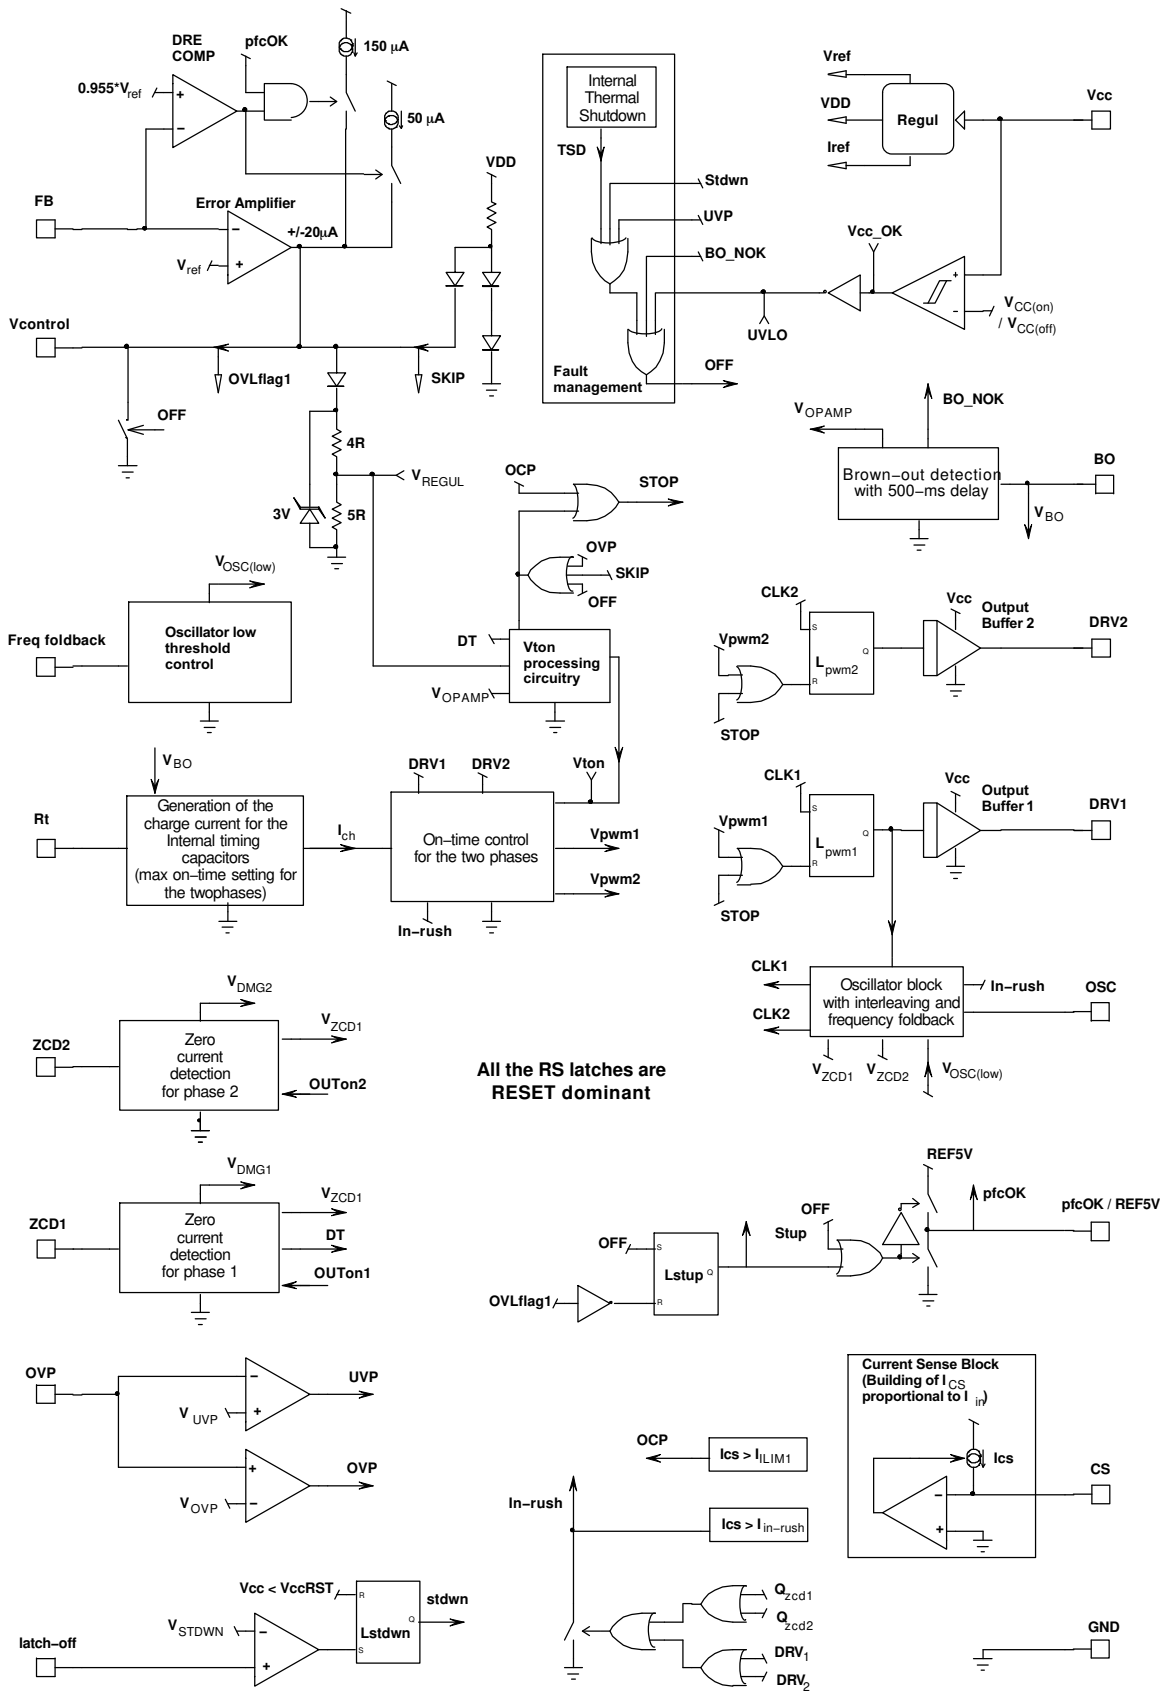 DRE
COMP
pfcOK
150 μA
0.955*Vref
+
−
50 μA
FB
Error Amplifier
−
+
+/-20μA
Vref
VDD
Vcontrol
OVLflag1
SKIP
OFF
4R
5R
3V
VREGUL
Internal
Thermal
Shutdown
TSD
Stdwn
UVP
BO_NOK
UVLO
OFF
Fault
management
Vref
VDD
Iref
Regul
Vcc
Vcc_OK
+
−
VCC(on)
/ VCC(off)
BO_NOK
VOPAMP
Brown-out detection
with 500-ms delay
BO
VBO
OCP
STOP
OVP
SKIP
OFF
DT
Vton
processing
circuitry
VOPAMP
VOSC(low)
Freq foldback
Oscillator low
threshold
control
CLK2
Vpwm2
STOP
S
R
Q
Lpwm2
Vcc
Output
Buffer 2
DRV2
VBO
Rt
Generation of the
charge current for the
Internal timing
capacitors
(max on-time setting for
the twophases)
Ich
DRV1
DRV2
Vton
On-time control
for the two phases
Vpwm1
Vpwm2
In-rush
CLK1
Vpwm1
STOP
S
R
Q
Lpwm1
Vcc
Output
Buffer 1
DRV1
CLK1
CLK2
Oscillator block
with interleaving and
frequency foldback
In-rush
OSC
VZCD1
VZCD2
VOSC(low)
VDMG2
ZCD2
Zero
current
detection
for phase 2
VZCD1
OUTon2
All the RS latches are
RESET dominant
VDMG1
ZCD1
Zero
current
detection
for phase 1
VZCD1
DT
OUTon1
OFF
OVLflag1
S
R
Q
Lstup
Stup
OFF
REF5V
pfcOK
pfcOK / REF5V
OVP
−
+
VUVP
UVP
+
−
VOVP
OVP
OCP
Ics > IILIM1
In-rush
Ics > Iin-rush
Current Sense Block
(Building of ICS
proportional to Iin)
Ics
−
+
CS
Vcc < VccRST
VSTDWN
latch-off
−
+
R
S
Q
Lstdwn
stdwn
Qzcd1
Qzcd2
DRV1
DRV2
GND